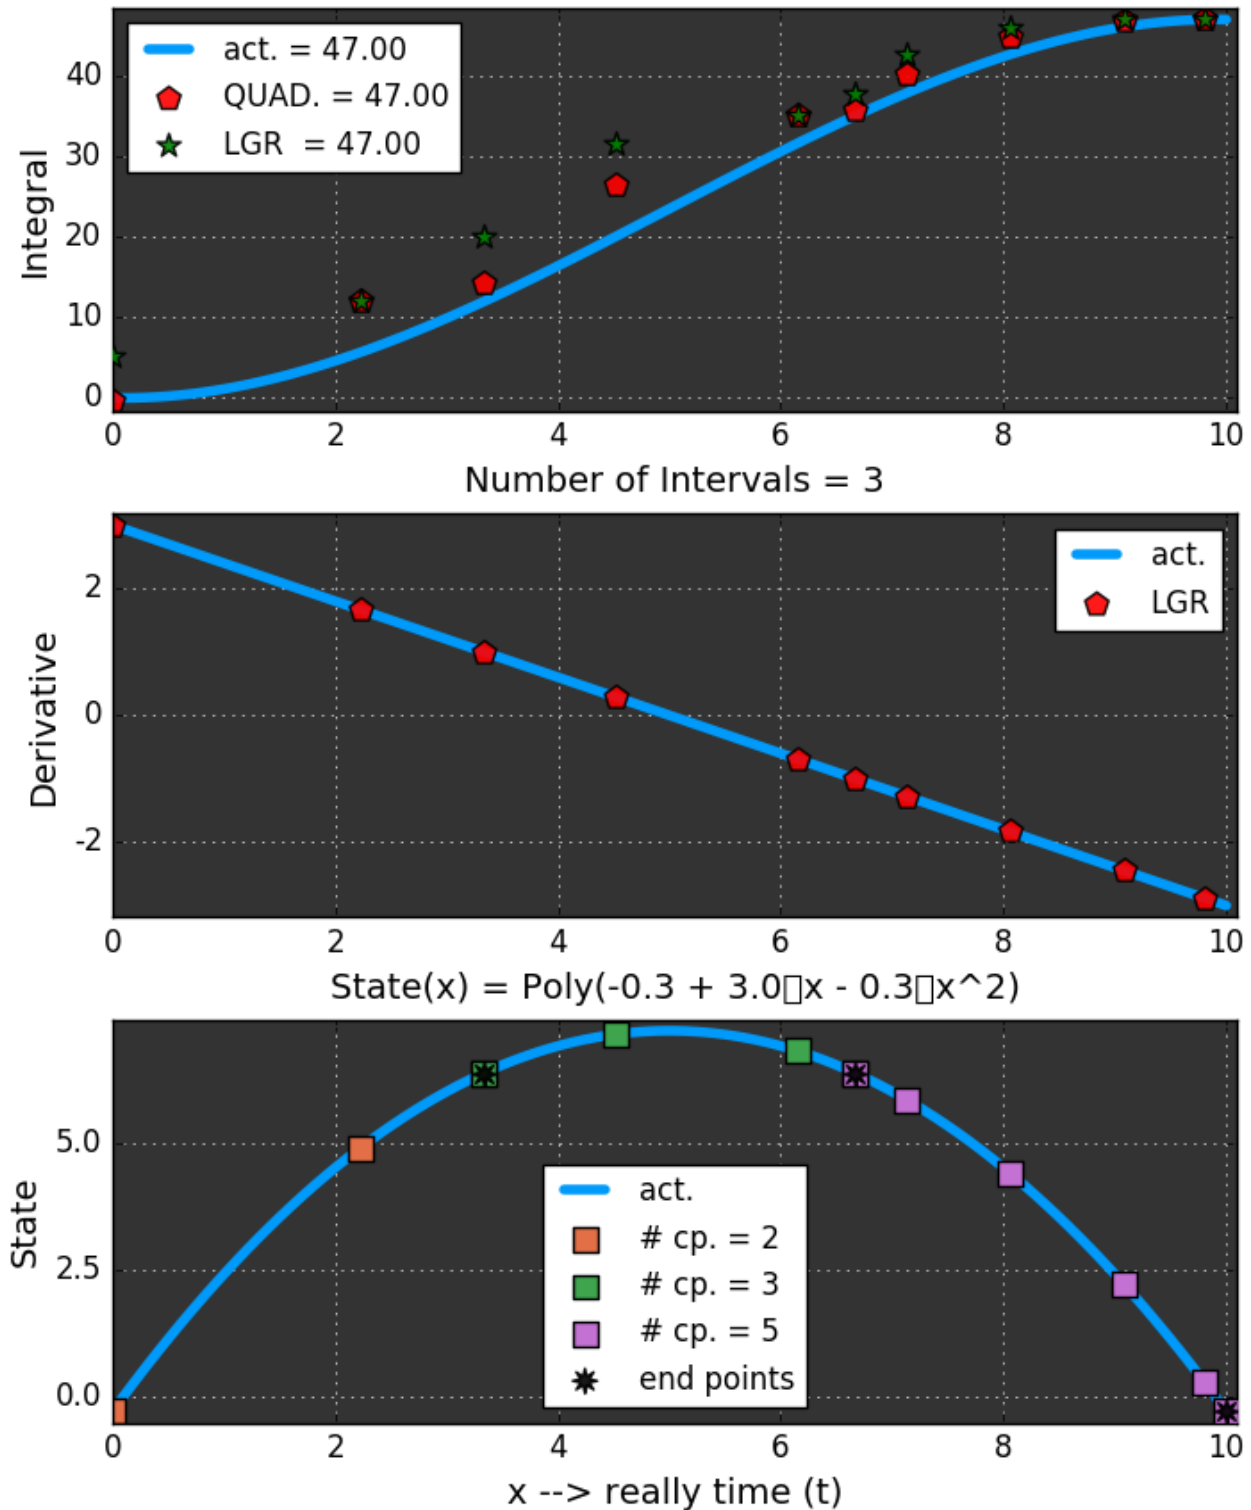 Integral
40
30
20
10
0
act. = 47.00
QUAD. = 47.00
LGR = 47.00
0 2 4 6 8 10
Number of Intervals = 3
Derivative
2
0
-2
act.
LGR
0 2 4 6 8 10
State(x) = Poly(-0.3 + 3.0▯x - 0.3▯x^2)
State
5.0
2.5
0.0
act.
# cp. = 2
# cp. = 3
# cp. = 5
end points
0 2 4 6 8 10
x --> really time (t)